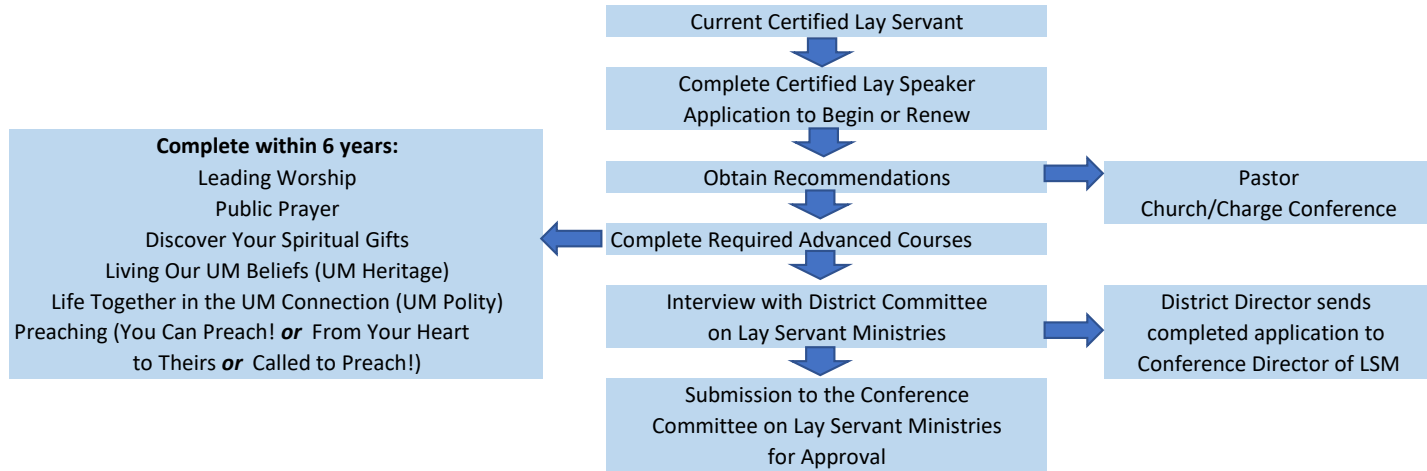 Current Certified Lay Servant
Complete Certified Lay Speaker
Application to Begin or Renew
Obtain Recommendations
Pastor
Church/Charge Conference
Complete Required Advanced Courses
Complete within 6 years:
Leading Worship
Public Prayer
Discover Your Spiritual Gifts
Living Our UM Beliefs (UM Heritage)
Life Together in the UM Connection (UM Polity)
Preaching (You Can Preach! or From Your Heart
to Theirs or Called to Preach!)
Interview with District Committee
on Lay Servant Ministries
District Director sends
completed application to
Conference Director of LSM
Submission to the Conference
Committee on Lay Servant Ministries
for Approval